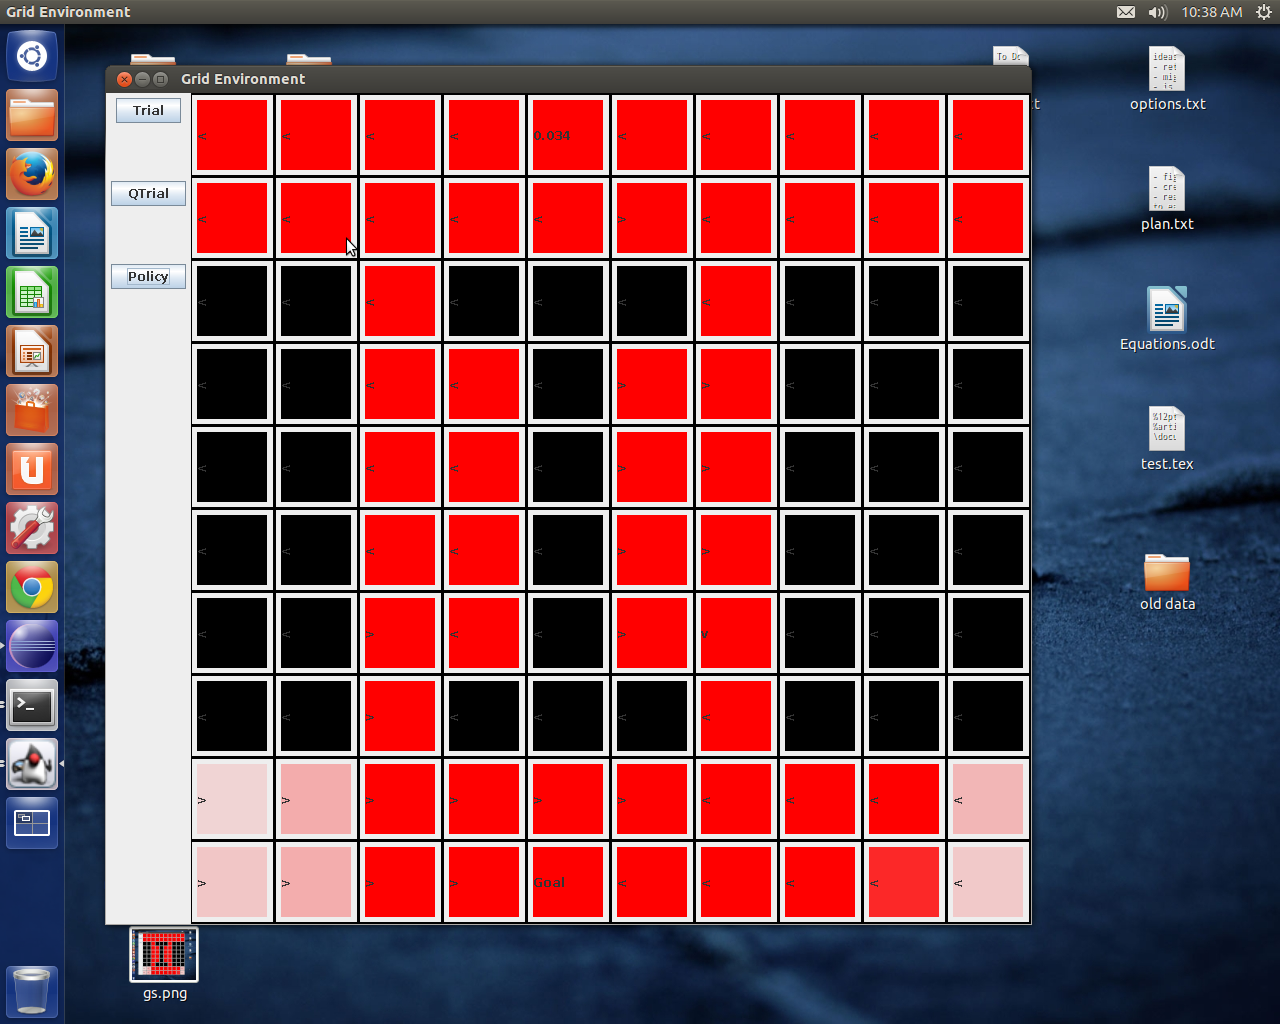 Grid Environment
10:38 AM
Grid Environment
Trial
< < < < 0.034 < < < < <
QTrial
< < < < < > < < < <
Policy
< < < < < < < < < <
< < < < < > > < < <
< < < < < > > < < <
< < < < < > > < < <
< < > < < > v < < <
< < > < < < < < < <
> > > > > > < < < <
> > > > Goal < < < < <
To Do
options.txt
plan.txt
Equations.odt
test.tex
old data
gs.png